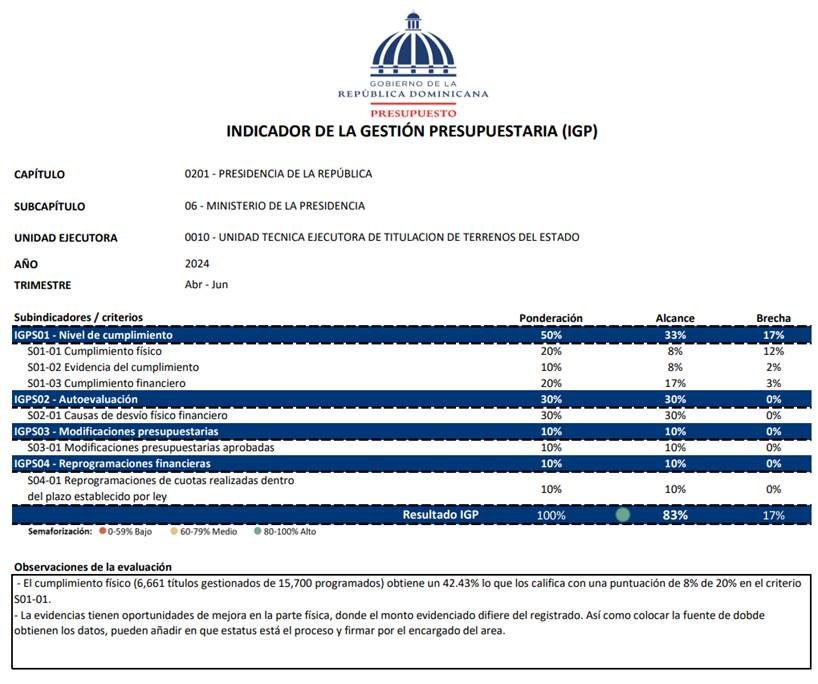 GOBIERNO DE LA
REPÚBLICA DOMINICANA
PRESUPUESTO
INDICADOR DE LA GESTIÓN PRESUPUESTARIA (IGP)
CAPÍTULO 0201 - PRESIDENCIA DE LA REPÚBLICA
SUBCAPÍTULO 06 - MINISTERIO DE LA PRESIDENCIA
UNIDAD EJECUTORA 0010 - UNIDAD TECNICA EJECUTORA DE TITULACION DE TERRENOS DEL ESTADO
AÑO 2024
TRIMESTRE Abr - Jun
Subindicadores / criterios Ponderación Alcance Brecha
IGPS01 - Nivel de cumplimiento 50% 33% 17%
S01-01 Cumplimiento físico 20% 8% 12%
S01-02 Evidencia del cumplimiento 10% 8% 2%
S01-03 Cumplimiento financiero 20% 17% 3%
IGPS02 - Autoevaluación 30% 30% 0%
S02-01 Causas de desvío físico financiero 30% 30% 0%
IGPS03 - Modificaciones presupuestarias 10% 10% 0%
S03-01 Modificaciones presupuestarias aprobadas 10% 10% 0%
IGPS04 - Reprogramaciones financieras 10% 10% 0%
S04-01 Reprogramaciones de cuotas realizadas dentro
del plazo establecido por ley 10% 10% 0%
Resultado IGP 100% 83% 17%
Semaforización: 0-59% Bajo 60-79% Medio 80-100% Alto
Observaciones de la evaluación
- El cumplimiento físico (6,661 títulos gestionados de 15,700 programados) obtiene un 42.43% lo que los califica con una puntuación de 8% de 20% en el criterio
S01-01.
- La evidencias tienen oportunidades de mejora en la parte física, donde el monto evidenciado difiere del registrado. Así como colocar la fuente de dobde
obtienen los datos, pueden añadir en que estatus está el proceso y firmar por el encargado del area.